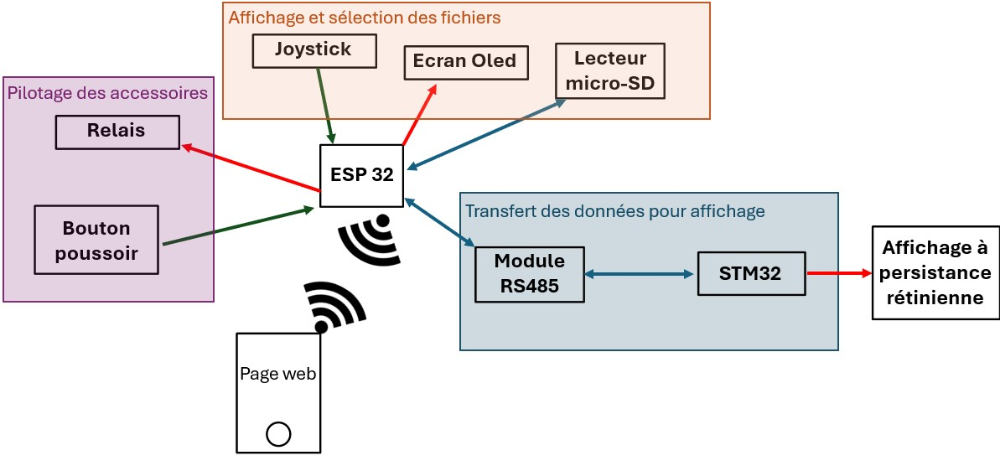 Affichage et sélection des fichiers
Joystick
Ecran Oled
Lecteur
micro-SD
Pilotage des accessoires
Relais
Bouton
poussoir
ESP 32
Transfert des données pour affichage
Module
RS485
STM32
Affichage à
persistance
rétinienne
Page web